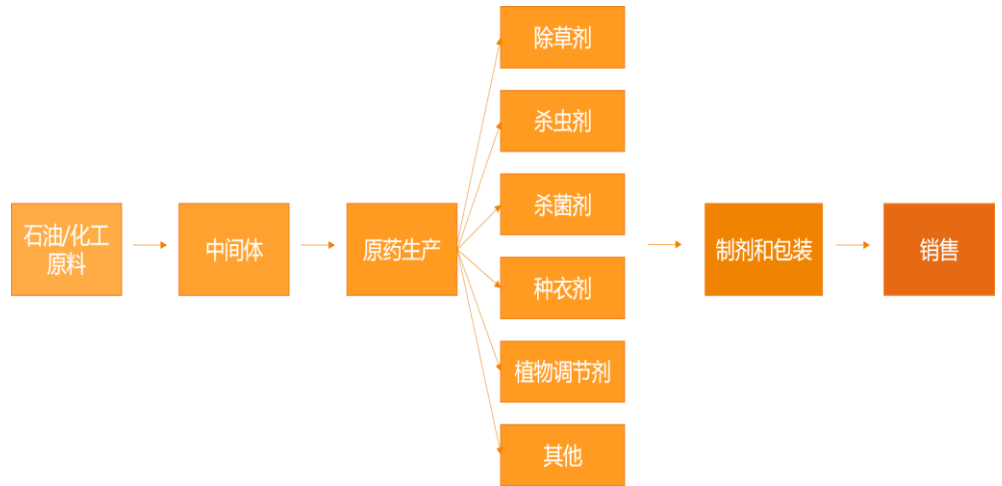 石油/化工
原料
中间体
原药生产
除草剂
杀虫剂
杀菌剂
种衣剂
植物调节剂
其他
制剂和包装
销售